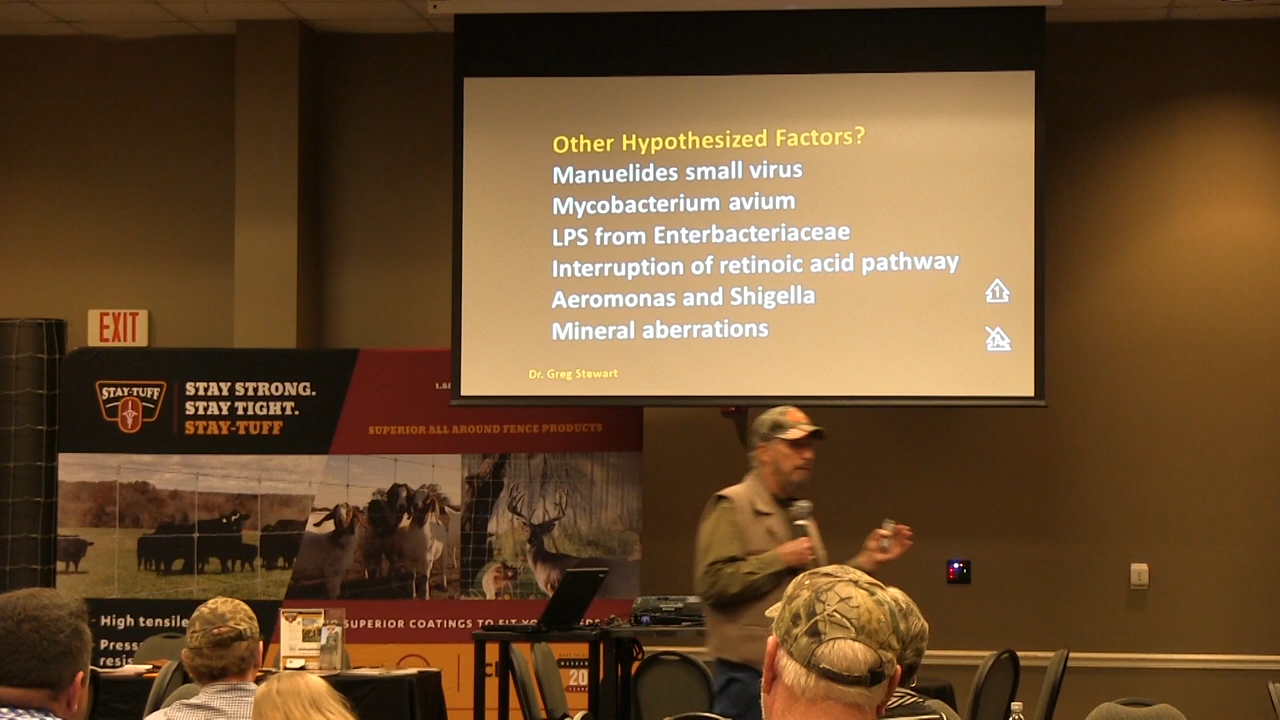 Other Hypothesized Factors?
Manuelides small virus
Mycobacterium avium
LPS from Enterbacteriaceae
Interruption of retinoic acid pathway
Aeromonas and Shigella
Mineral aberrations
Dr. Greg Stewart
EXIT
STAY-TUFF
STAY STRONG.
STAY TIGHT.
STAY-TUFF
SUPERIOR ALL AROUND FENCE PRODUCTS
- High tensile
SUPERIOR COATINGS TO FIT
20